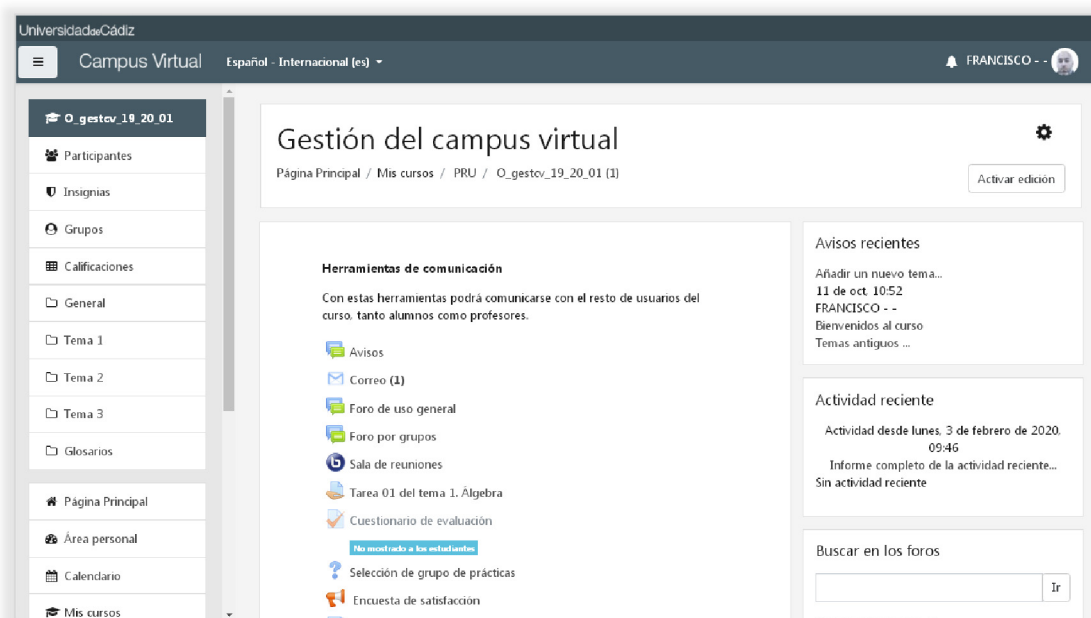 UniversidaddeCádiz
Campus Virtual
Español - Internacional (es)
FRANCISCO - -
O_gestcv_19_20_01
Participantes
Insignias
Grupos
Calificaciones
General
Tema 1
Tema 2
Tema 3
Glosarios
Página Principal
Área personal
Calendario
Mis cursos
Gestión del campus virtual
Página Principal / Mis cursos / PRU / O_gestcv_19_20_01 (1)
Activar edición
Herramientas de comunicación
Con estas herramientas podrá comunicarse con el resto de usuarios del
curso, tanto alumnos como profesores.
Avisos
Correo (1)
Foro de uso general
Foro por grupos
Sala de reuniones
Tarea 01 del tema 1. Álgebra
Cuestionario de evaluación
No mostrado a los estudiantes
Selección de grupo de prácticas
Encuesta de satisfacción
Avisos recientes
Añadir un nuevo tema...
11 de oct, 10:52
FRANCISCO - -
Bienvenidos al curso
Temas antiguos ...
Actividad reciente
Actividad desde lunes, 3 de febrero de 2020,
09:46
Informe completo de la actividad reciente...
Sin actividad reciente
Buscar en los foros
Ir